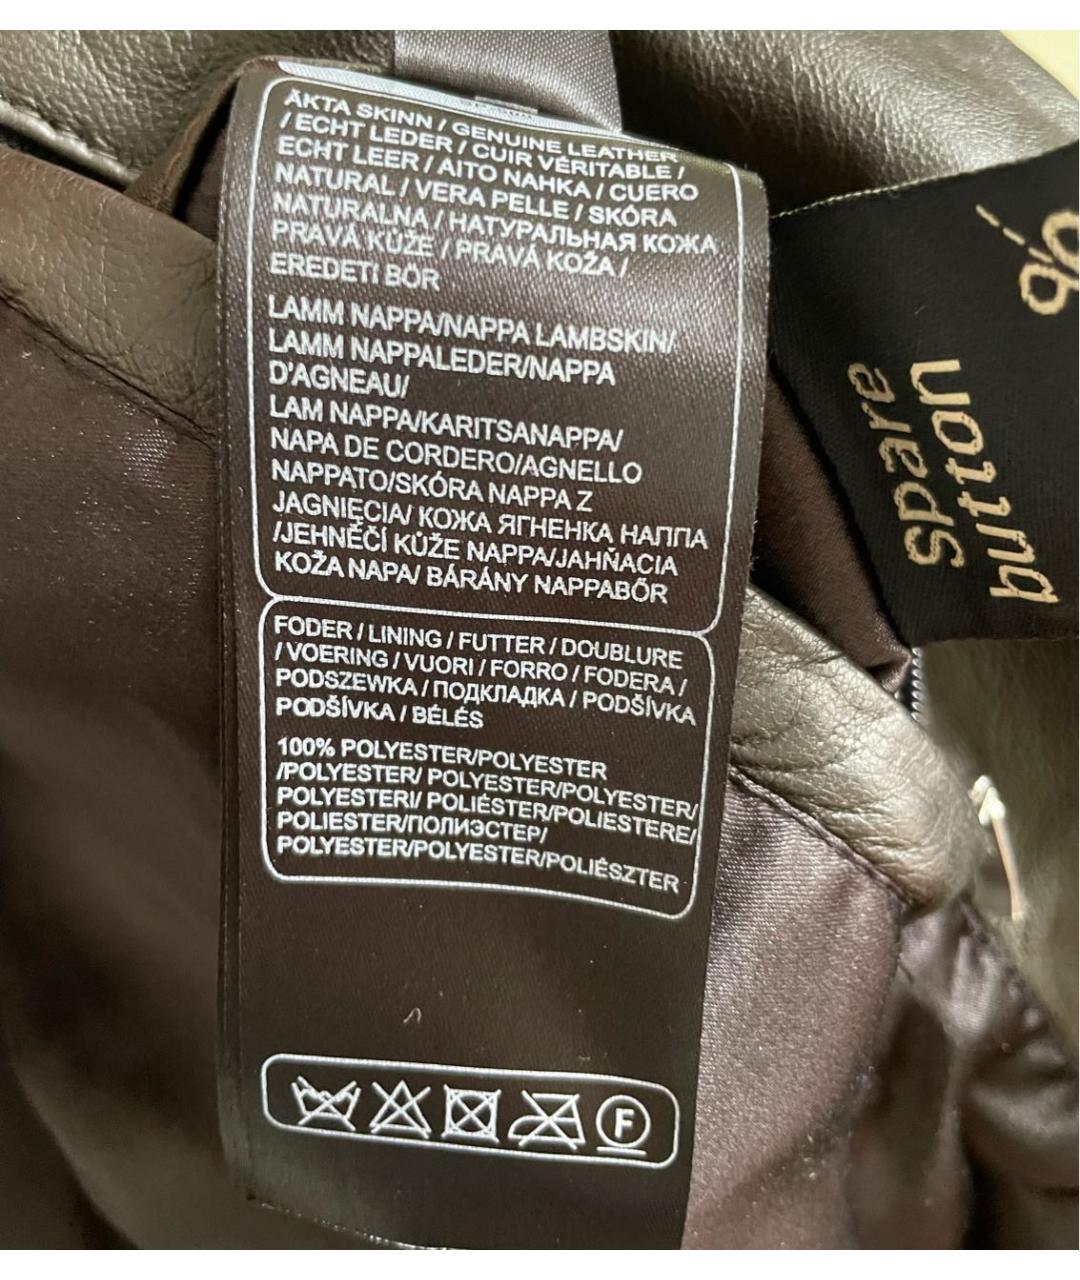 ÄKTA SKINN / GENUINE LEATHER
/ ECHT LEDER / CUIR VÉRITABLE /
ECHT LEER / AITO NAHKA / CUERO
NATURAL / VERA PELLE / SKÓRA
NATURALNA / НАТУРАЛЬНАЯ КОЖА
PRAVÁ KŮŽE / PRAVÁ KOŽA /
EREDETI BŐR
LAMM NAPPA/NAPPA LAMBSKIN/
LAMM NAPPALEDER/NAPPA
D'AGNEAU/
LAM NAPPA/KARITSANAPPA/
NAPA DE CORDERO/AGNELLO
NAPPATO/SKÓRA NAPPA Z
JAGNIĘCIA/ КОЖА ЯГНЕНКА НАППА
/JEHNĚČÍ KŮŽE NAPPA/JAHŇACIA
KOŽA NAPA/ BÁRÁNY NAPPABŐR
FODER / LINING / FUTTER / DOUBLURE
/ VOERING / VUORI / FORRO / FODERA /
PODSZEWKA / ПОДКЛАДКА / PODŠÍVKA
PODŠÍVKA / BÉLÉS
100% POLYESTER/POLYESTER
/POLYESTER/ POLYESTER/POLYESTER/
POLYESTERI/ POLIÉSTER/POLIESTERE/
POLIESTER/ПОЛИЭСТЕР/
POLYESTER/POLYESTER/POLIÉSZTER
F
spare
button